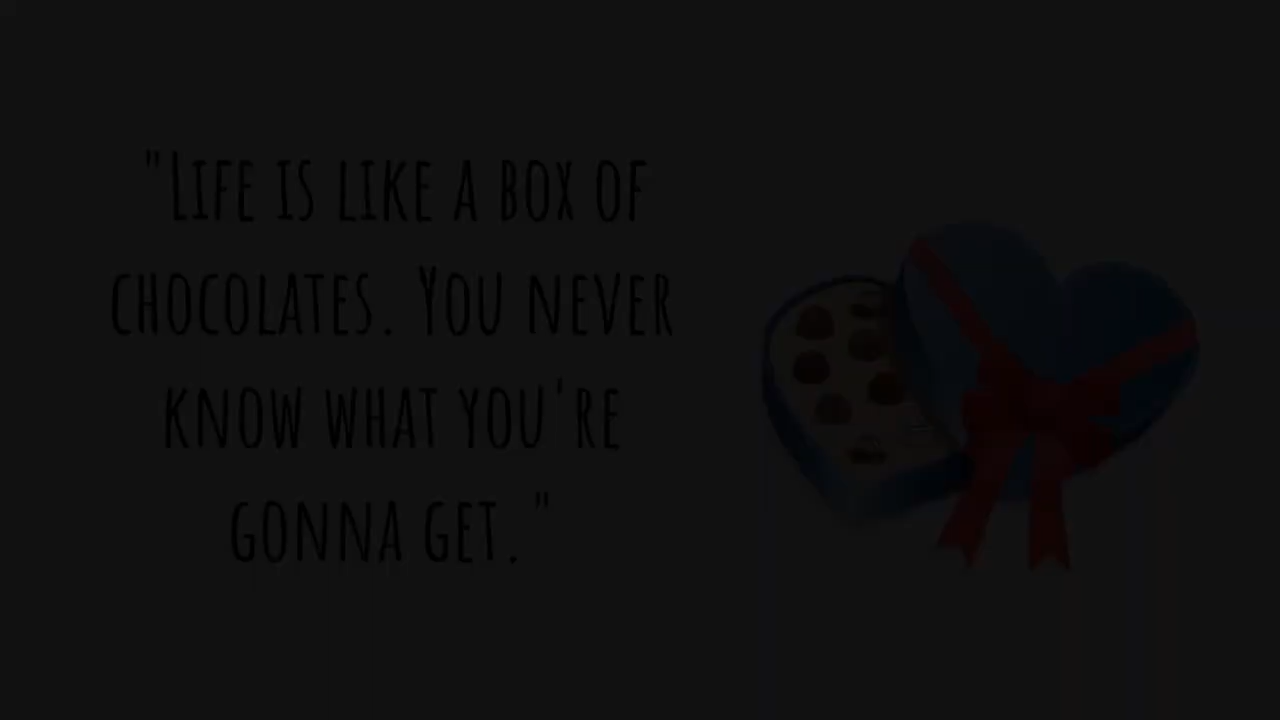 "Life is like a box of
chocolates. You never
know what you're
gonna get."